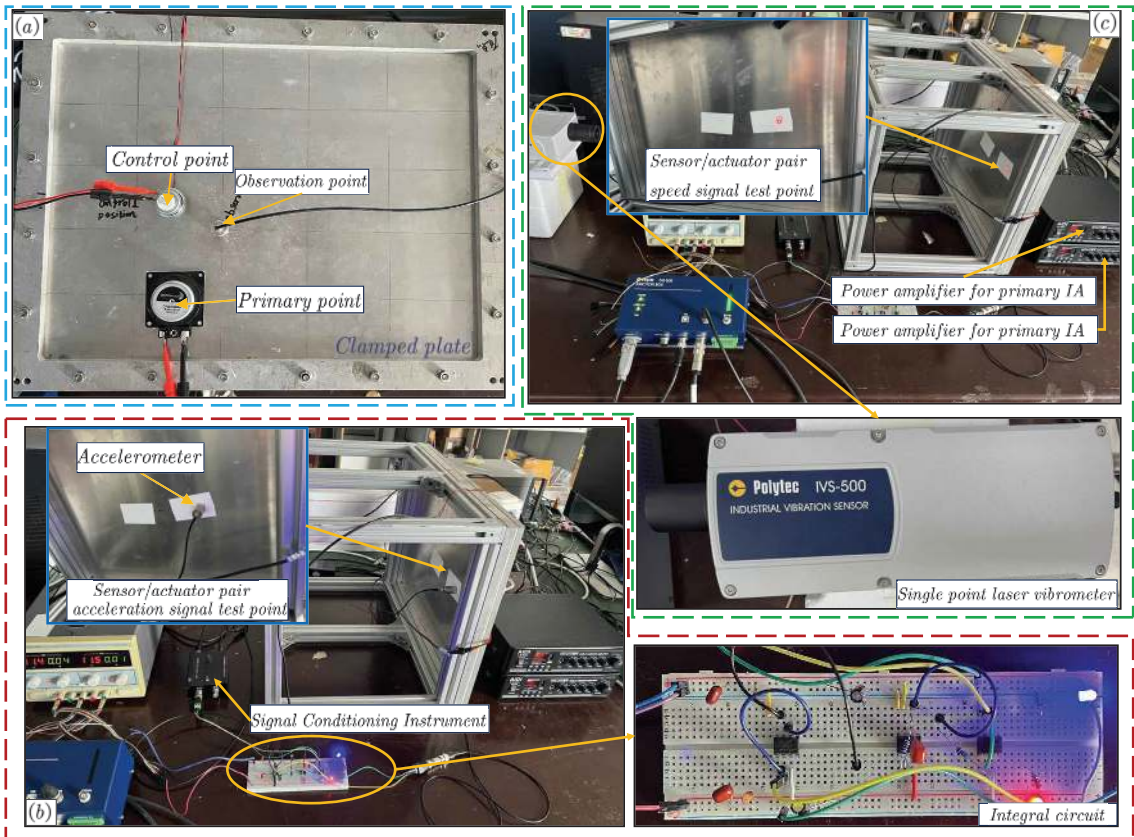 (a)
Control point
Observation point
Primary point
Clamped plate
(c)
Sensor/actuator pair
speed signal test point
Power amplifier for primary IA
Power amplifier for primary IA
Polytec IVS-500
INDUSTRIAL VIBRATION SENSOR
Single point laser vibrometer
Accelerometer
Sensor/actuator pair
acceleration signal test point
Signal Conditioning Instrument
(b)
Integral circuit